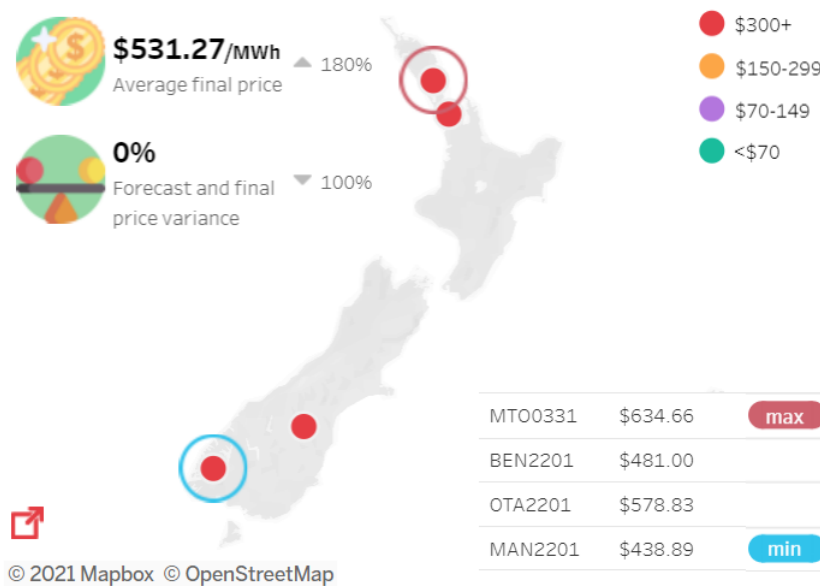 $531.27/MWh
Average final price
180%
0%
Forecast and final
price variance
100%
$300+
$150-299
$70-149
<$70
MTO0331 $634.66 max
BEN2201 $481.00
OTA2201 $578.83
MAN2201 $438.89 min
© 2021 Mapbox © OpenStreetMap